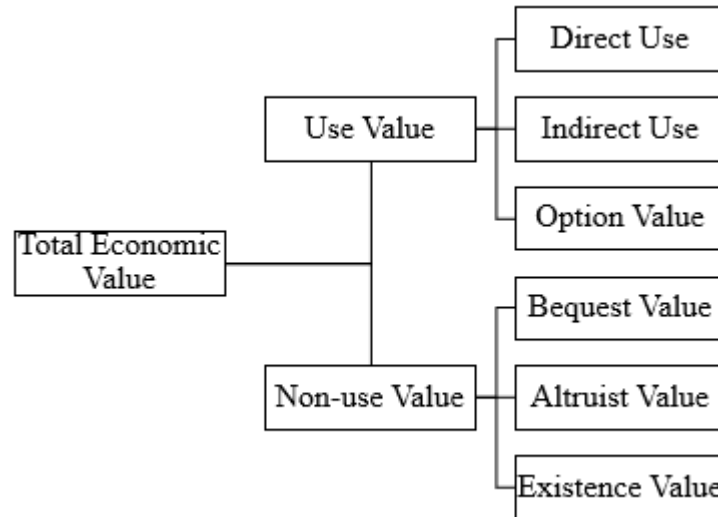 Direct Use
Use Value
Indirect Use
Option Value
Total Economic
Value
Bequest Value
Non-use Value
Altruist Value
Existence Value